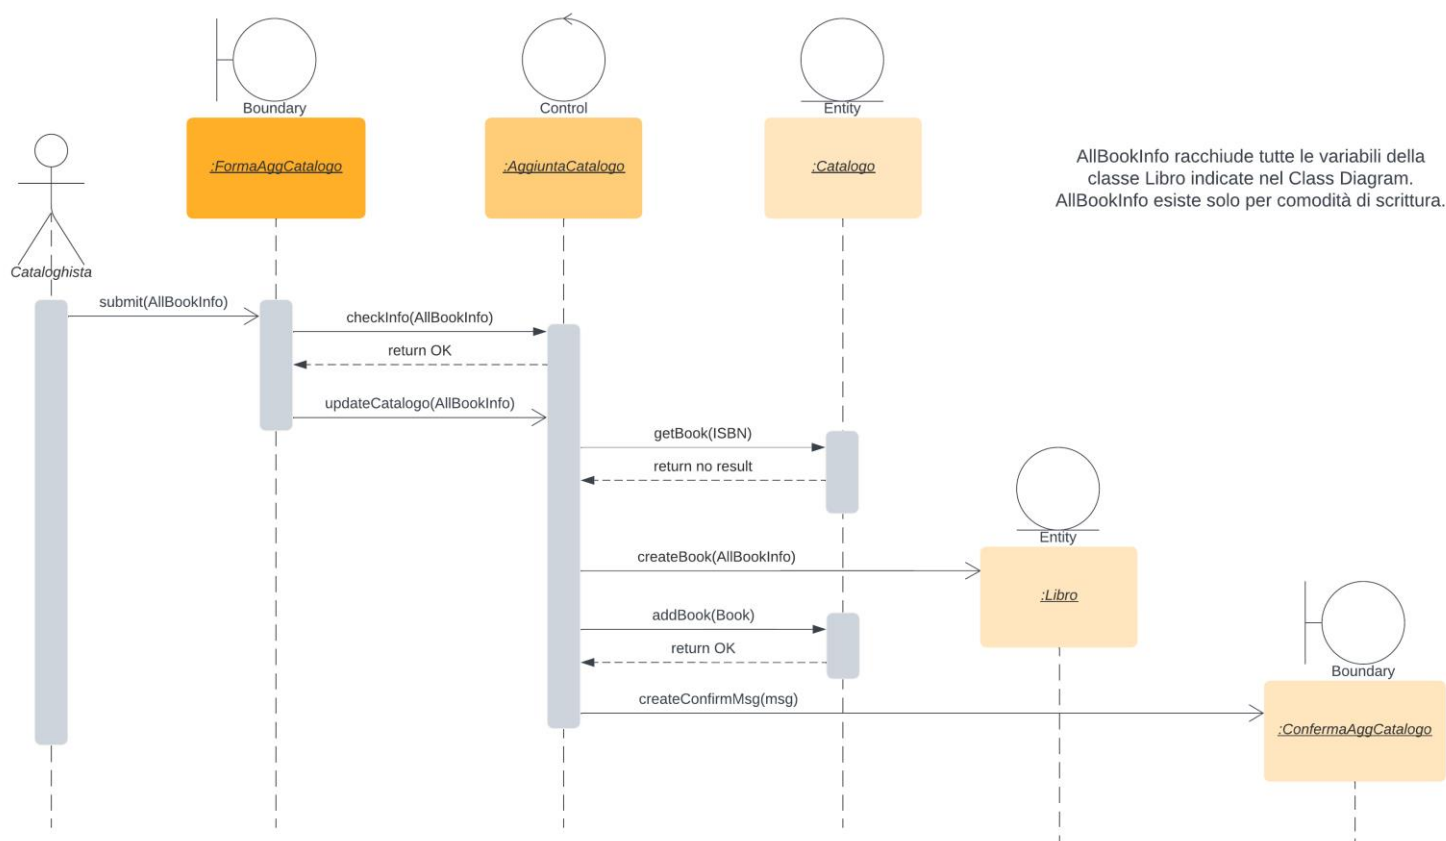 Boundary
Control
Entity
:FormaAggCatalogo
:AggiuntaCatalogo
:Catalogo
AllBookInfo racchiude tutte le variabili della
classe Libro indicate nel Class Diagram.
AllBookInfo esiste solo per comodità di scrittura.
Cataloghista
submit(AllBookInfo)
checkInfo(AllBookInfo)
return OK
updateCatalogo(AllBookInfo)
getBook(ISBN)
return no result
Entity
createBook(AllBookInfo)
:Libro
addBook(Book)
return OK
Boundary
createConfirmMsg(msg)
:ConfermaAggCatalogo